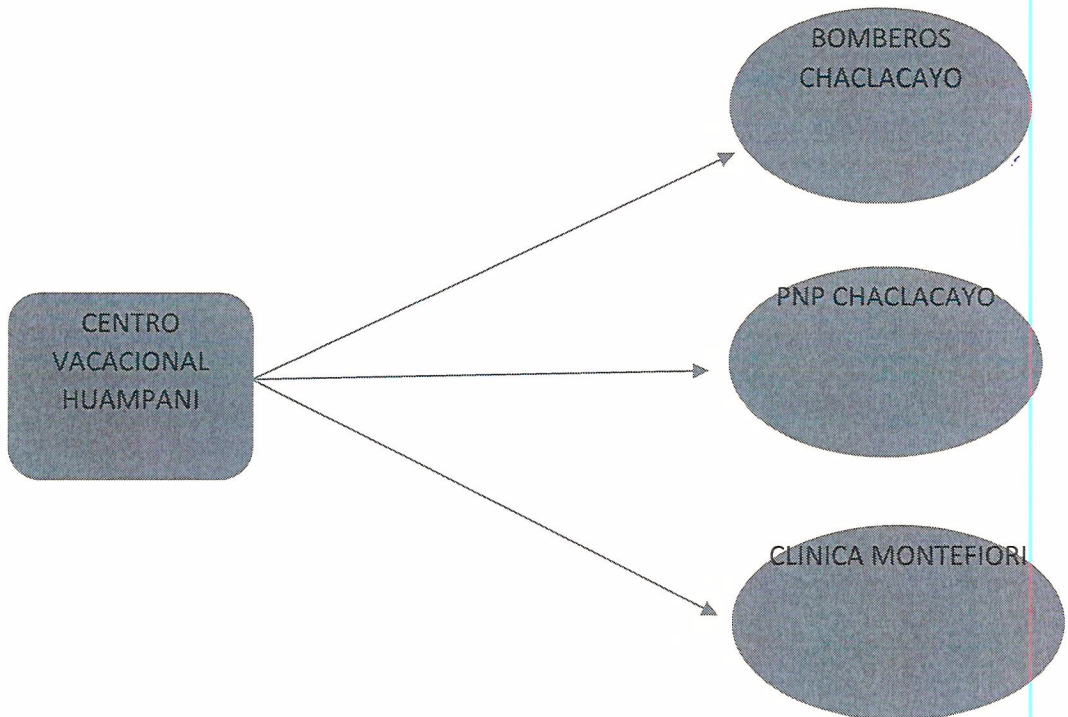 BOMBEROS
CHACLACAYO
PNP CHACLACAYO
CENTRO
VACACIONAL
HUAMPANI
CLINICA MONTEFIORI